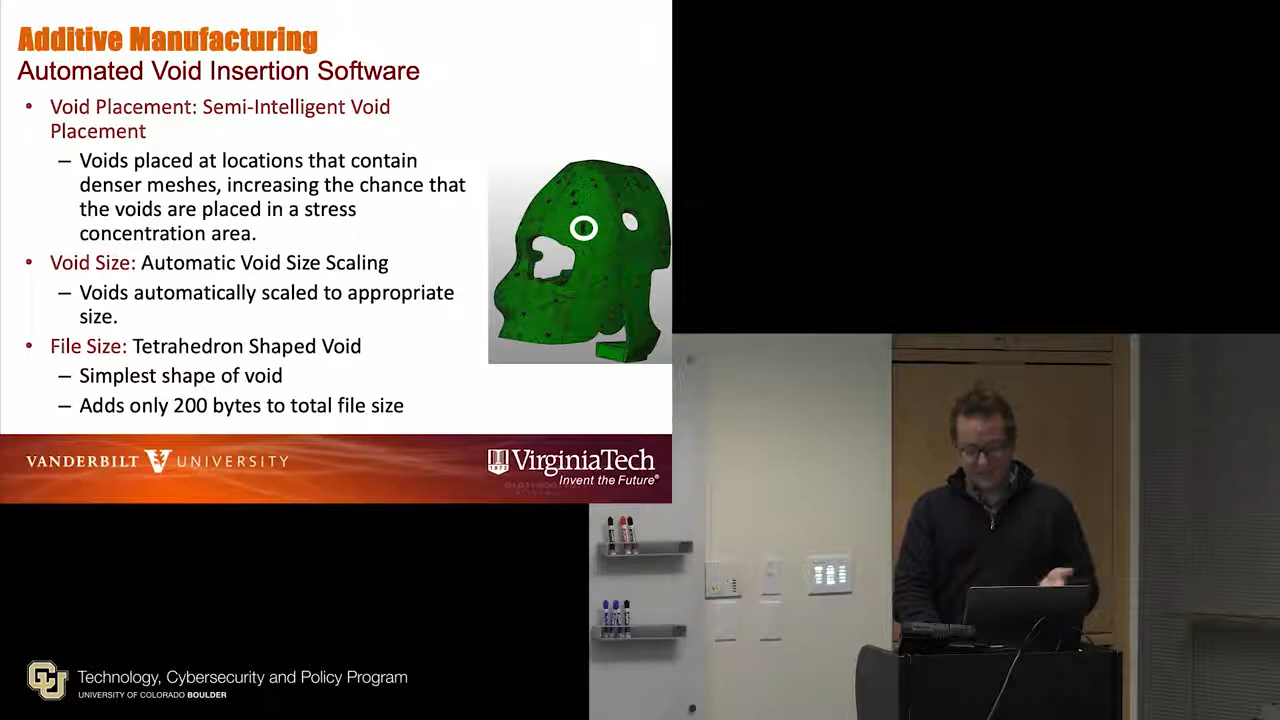 Additive Manufacturing
Automated Void Insertion Software
• Void Placement: Semi-Intelligent Void
Placement
– Voids placed at locations that contain
denser meshes, increasing the chance that
the voids are placed in a stress
concentration area.
• Void Size: Automatic Void Size Scaling
– Voids automatically scaled to appropriate
size.
• File Size: Tetrahedron Shaped Void
– Simplest shape of void
– Adds only 200 bytes to total file size
VANDERBILT V UNIVERSITY
1872 VirginiaTech
Invent the Future®
CU Technology, Cybersecurity and Policy Program
UNIVERSITY OF COLORADO BOULDER